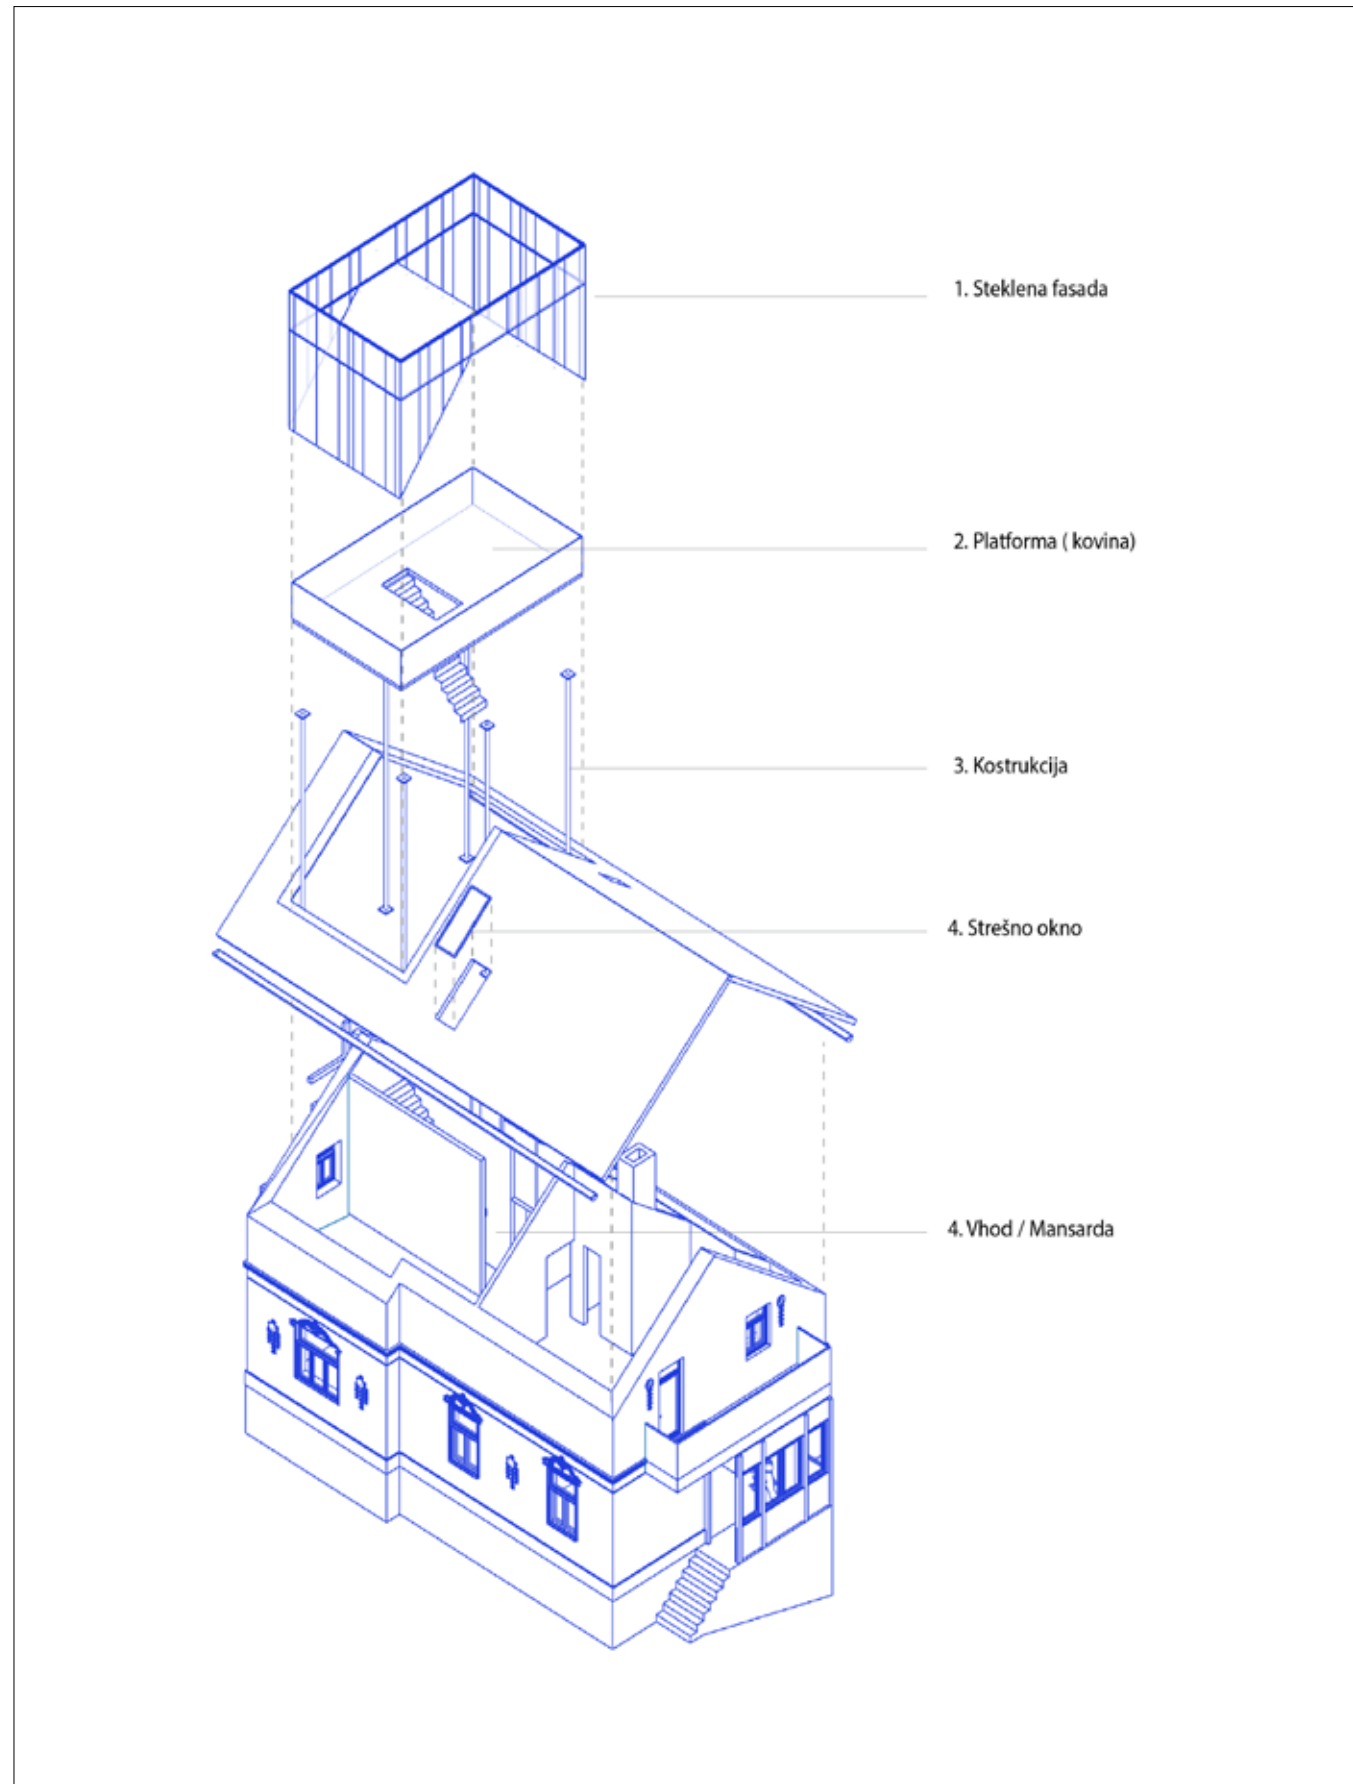 1. Steklena fasada
2. Platforma ( kovina)
3. Kostrukcija
4. Strešno okno
4. Vhod / Mansarda